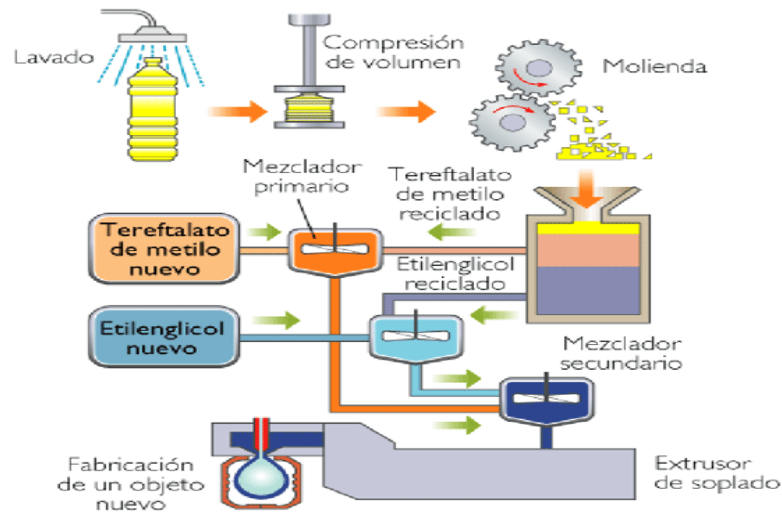 Lavado
Compresión
de volumen
Molienda
Mezclador
primario
Tereftalato
de metilo
reciclado
Tereftalato
de metilo
nuevo
Etilenglicol
reciclado
Etilenglicol
nuevo
Mezclador
secundario
Fabricación
de un objeto
nuevo
Extrusor
de soplado